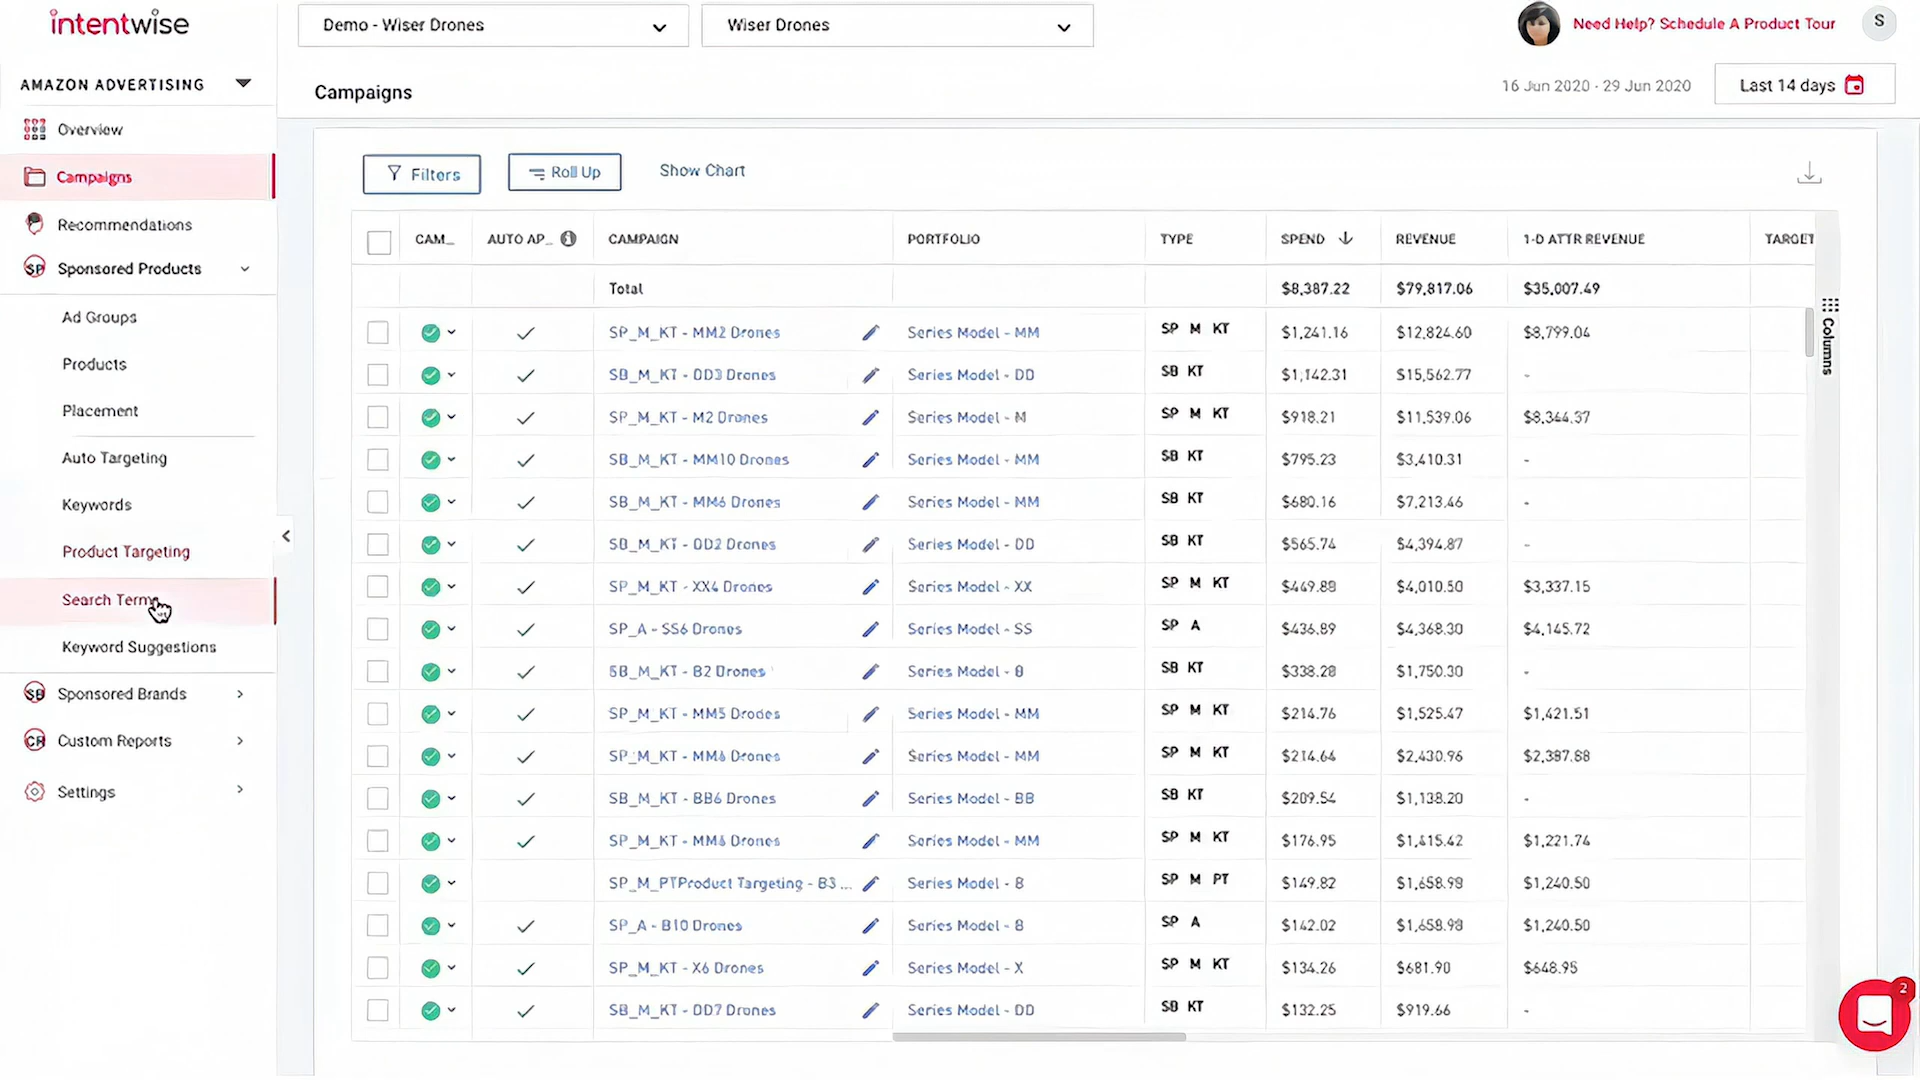 intentwise
Demo - Wiser Drones
Wiser Drones
Need Help? Schedule A Product Tour
S
AMAZON ADVERTISING
Campaigns
16 Jun 2020 - 29 Jun 2020
Last 14 days
Overview
Campaigns
Recommendations
SP Sponsored Products
Ad Groups
Products
Placement
Auto Targeting
Keywords
Product Targeting
Search Terms
Keyword Suggestions
SB Sponsored Brands
CR Custom Reports
Settings
Filters
Roll Up
Show Chart
CAM_ AUTO AP_ CAMPAIGN PORTFOLIO TYPE SPEND REVENUE 1-D ATTR REVENUE TARGET
Total $8,387.22 $79,817.06 $35,007.49
SP_M_KT - MM2 Drones Series Model - MM SP M KT $1,241.16 $12,824.60 $8,799.04
SB_M_KT - DD3 Drones Series Model - DD SB KT $1,142.31 $15,562.77 -
SP_M_KT - M2 Drones Series Model - M SP M KT $918.21 $11,539.06 $8,344.37
SB_M_KT - MM10 Drones Series Model - MM SB KT $795.23 $3,410.31 -
SB_M_KT - MM6 Drones Series Model - MM SB KT $680.16 $7,213.46 -
SB_M_KT - DD2 Drones Series Model - DD SB KT $565.74 $4,394.87 -
SP_M_KT - XX4 Drones Series Model - XX SP M KT $449.88 $4,010.50 $3,337.15
SP_A - SS6 Drones Series Model - SS SP A $436.89 $4,368.30 $4,145.72
SB_M_KT - B2 Drones Series Model - B SB KT $338.28 $1,750.30 -
SP_M_KT - MM5 Drones Series Model - MM SP M KT $214.76 $1,525.47 $1,421.51
SP_M_KT - Drones Series Model - MM SP M KT $214.64 $2,430.96 $2,387.88
SB_M_KT - BB6 Drones Series Model - BB SB KT $209.54 $1,138.20 -
SP_M_KT - Drones Series Model - MM SP M KT $176.95 $1,415.42 $1,221.74
SP_M_PTProduct Targeting - B3 ... Series Model - B SP M PT $149.82 $1,658.98 $1,240.50
SP_A - B10 Drones Series Model - B SP A $142.02 $1,658.98 $1,240.50
SP_M_KT - X6 Drones Series Model - X SP M KT $134.26 $681.90 $648.95
SB_M_KT - DD7 Drones Series Model - DD SB KT $132.25 $919.66 -
Columns
2